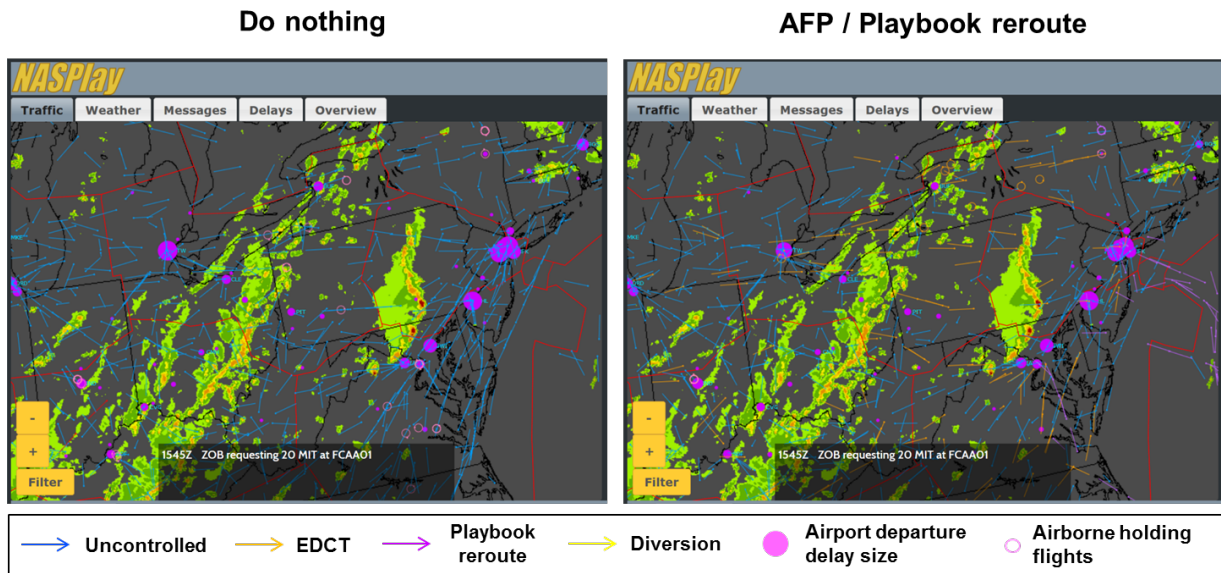 Do nothing
AFP / Playbook reroute
NASPlay
Traffic Weather Messages Delays Overview
-
+
Filter
1545Z ZOB requesting 20 MIT at FCAA01
NASPlay
Traffic Weather Messages Delays Overview
-
+
Filter
1545Z ZOB requesting 20 MIT at FCAA01
Uncontrolled
EDCT
Playbook
reroute
Diversion
Airport departure
delay size
Airborne holding
flights